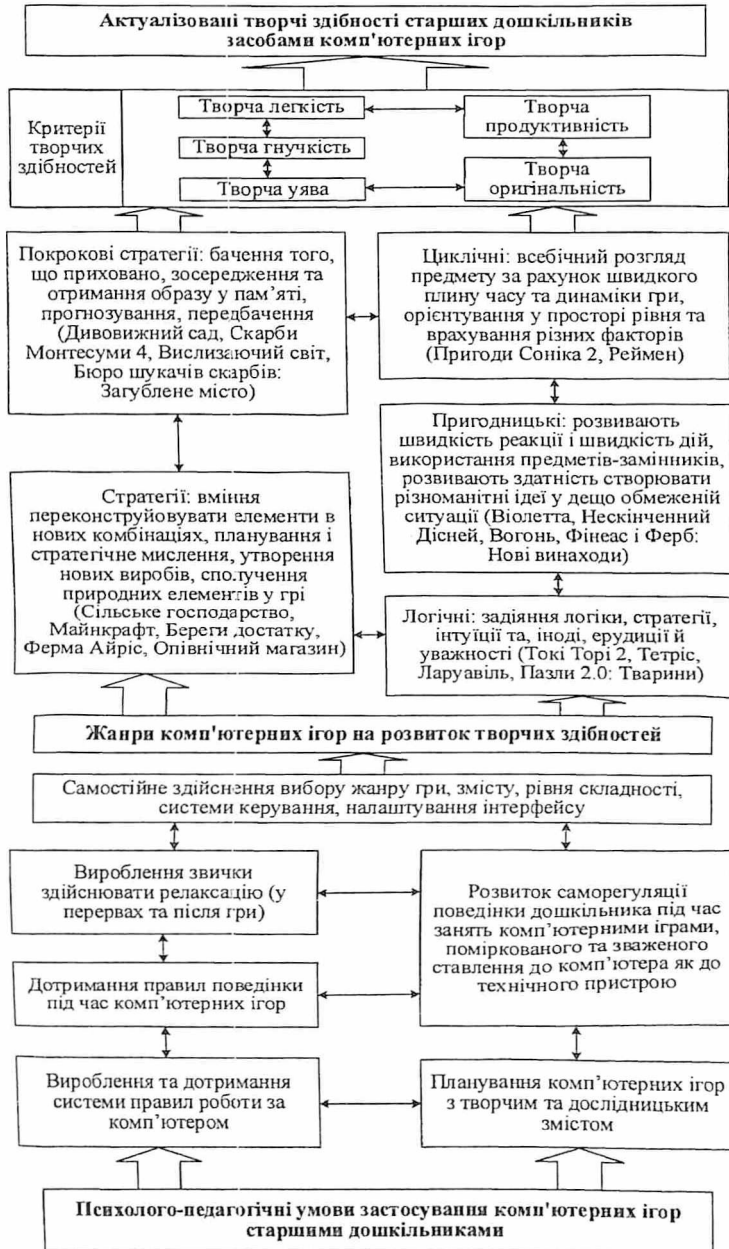 Актуалізовані творчі здібності старших дошкільників
засобами комп'ютерних ігор
Критерії
творчих
здібностей
Творча легкість
Творча гнучкість
Творча уява
Творча
продуктивність
Творча
оригінальність
Покрокові стратегії: бачення того,
що приховано, зосередження та
отримання образу у пам’яті,
прогнозування, передбачення
(Дивовижний сад, Скарби
Монтесуми 4, Вислизаючий світ,
Бюро шукачів скарбів:
Загублене місто)
Циклічні: всебічний розгляд
предмету за рахунок швидкого
плину часу та динаміки гри,
орієнтування у просторі рівня та
врахування різних факторів
(Пригоди Соніка 2, Реймен)
Стратегії: вміння
переконструйовувати елементи в
нових комбінаціях, планування і
стратегічне мислення, утворення
нових виробів, сполучення
природних елементів у грі
(Сільське господарство,
Майнкрафт, Береги достатку,
Ферма Айріс, Опівнічний магазин)
Пригодницькі: розвивають
швидкість реакції і швидкість дій,
використання предметів-замінників,
розвивають здатність створювати
різноманітні ідеї у дещо обмеженій
ситуації (Віолетта, Нескінченний
Дісней, Вогонь, Фінеас і Ферб:
Нові винаходи)
Логічні: задіяння логіки, стратегії,
інтуїції та, іноді, ерудиції й
уважності (Токі Торі 2, Тетріс,
Ларуавіль, Пазли 2.0: Тварини)
Жанри комп'ютерних ігор на розвиток творчих здібностей
Самостійне здійснення вибору жанру гри, змісту, рівня складності,
системи керування, налаштування інтерфейсу
Вироблення звички
здійснювати релаксацію (у
перервах та після гри)
Дотримання правил поведінки
під час комп’ютерних ігор
Вироблення та дотримання
системи правил роботи за
комп’ютером
Розвиток саморегуляції
поведінки дошкільника під час
занять комп’ютерними іграми,
поміркованого та зваженого
ставлення до комп’ютера як до
технічного пристрою
Планування комп’ютерних ігор
з творчим та дослідницьким
змістом
Психолого-педагогічні умови застосування комп'ютерних ігор
старшими дошкільниками